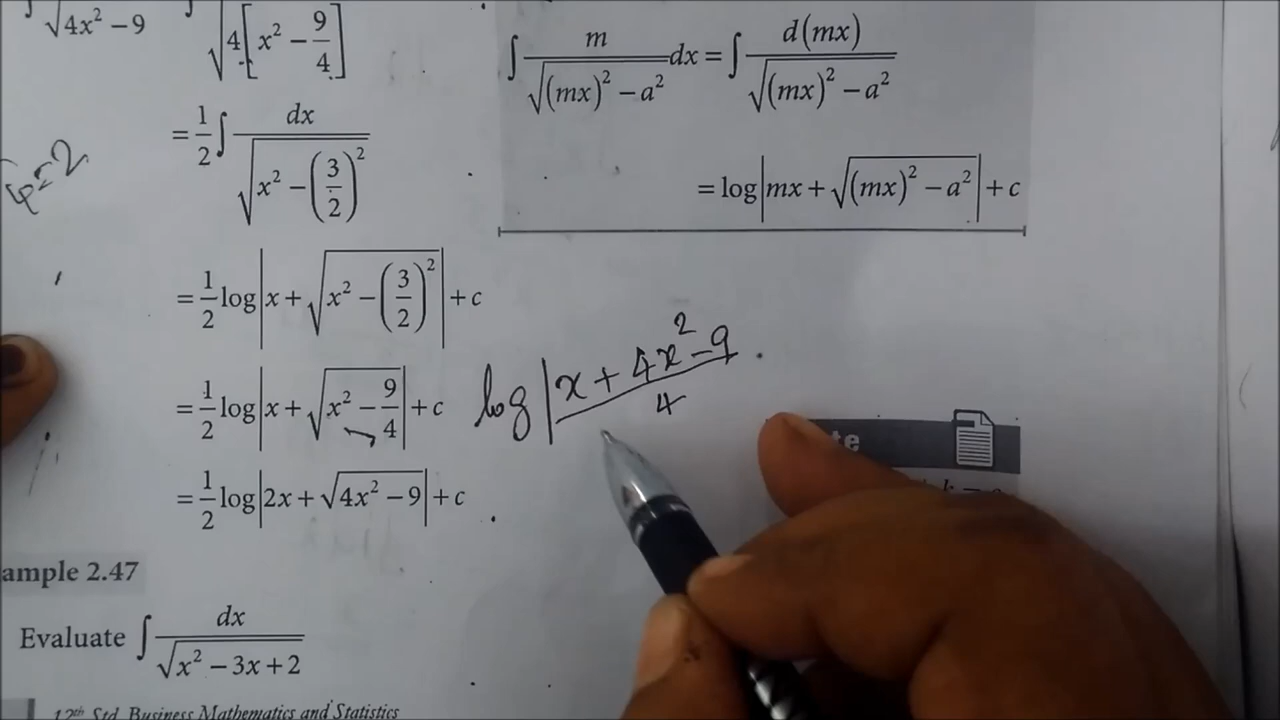 ∫ √4x² − 9 ∫ √4[x² − 9/4]
= 1/2 ∫ dx / √x² − (3/2)²
= 1/2 log|x + √x² − (3/2)²| + c
= 1/2 log|x + √x² − 9/4| + c
= 1/2 log|2x + √4x² − 9| + c
∫ m / √(mx)² − a² dx = ∫ d(mx) / √(mx)² − a²
= log|mx + √(mx)² − a²| + c
log|x + 4x² − 9 / 4
te
ample 2.47
Evaluate ∫ dx / √x² − 3x + 2
12th Std. Business Mathematics and Statistics